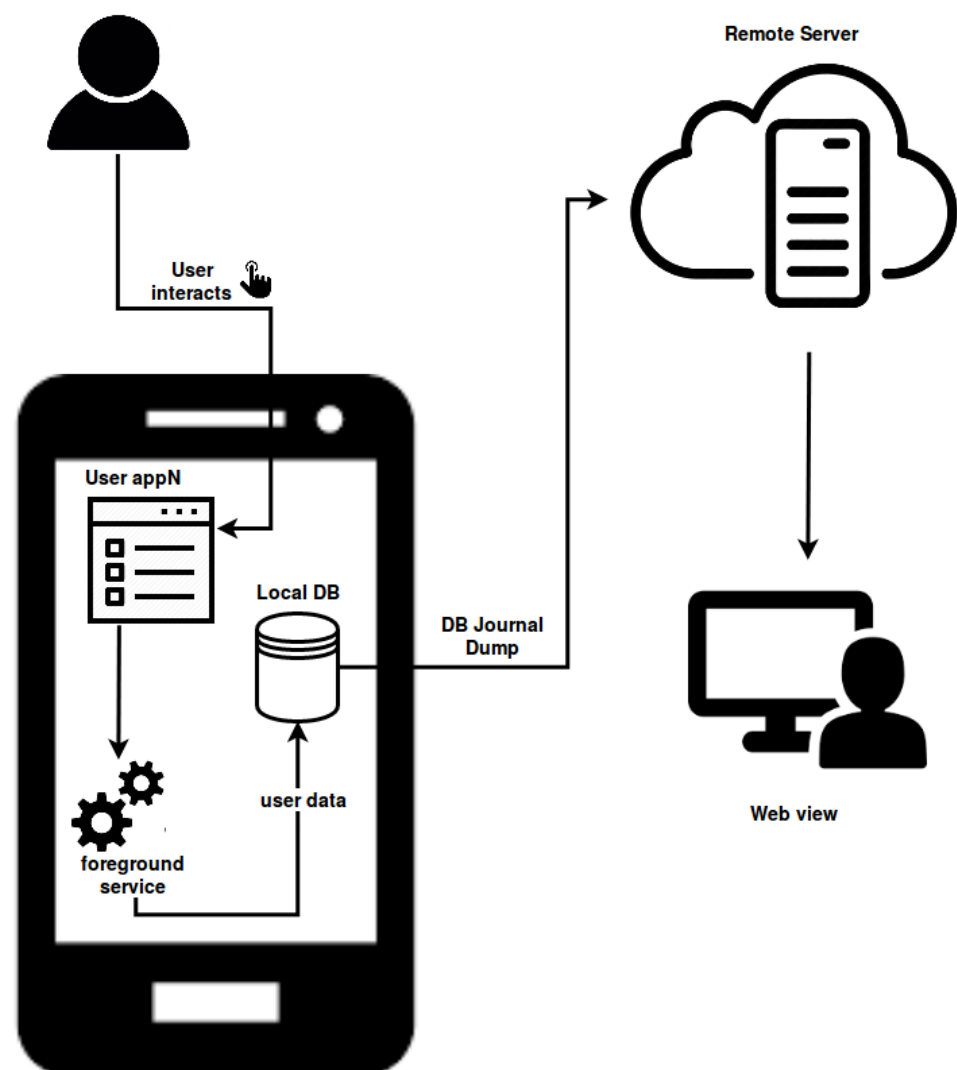 Remote Server
User
interacts
User appN
Local DB
DB Journal
Dump
user data
foreground
service
Web view